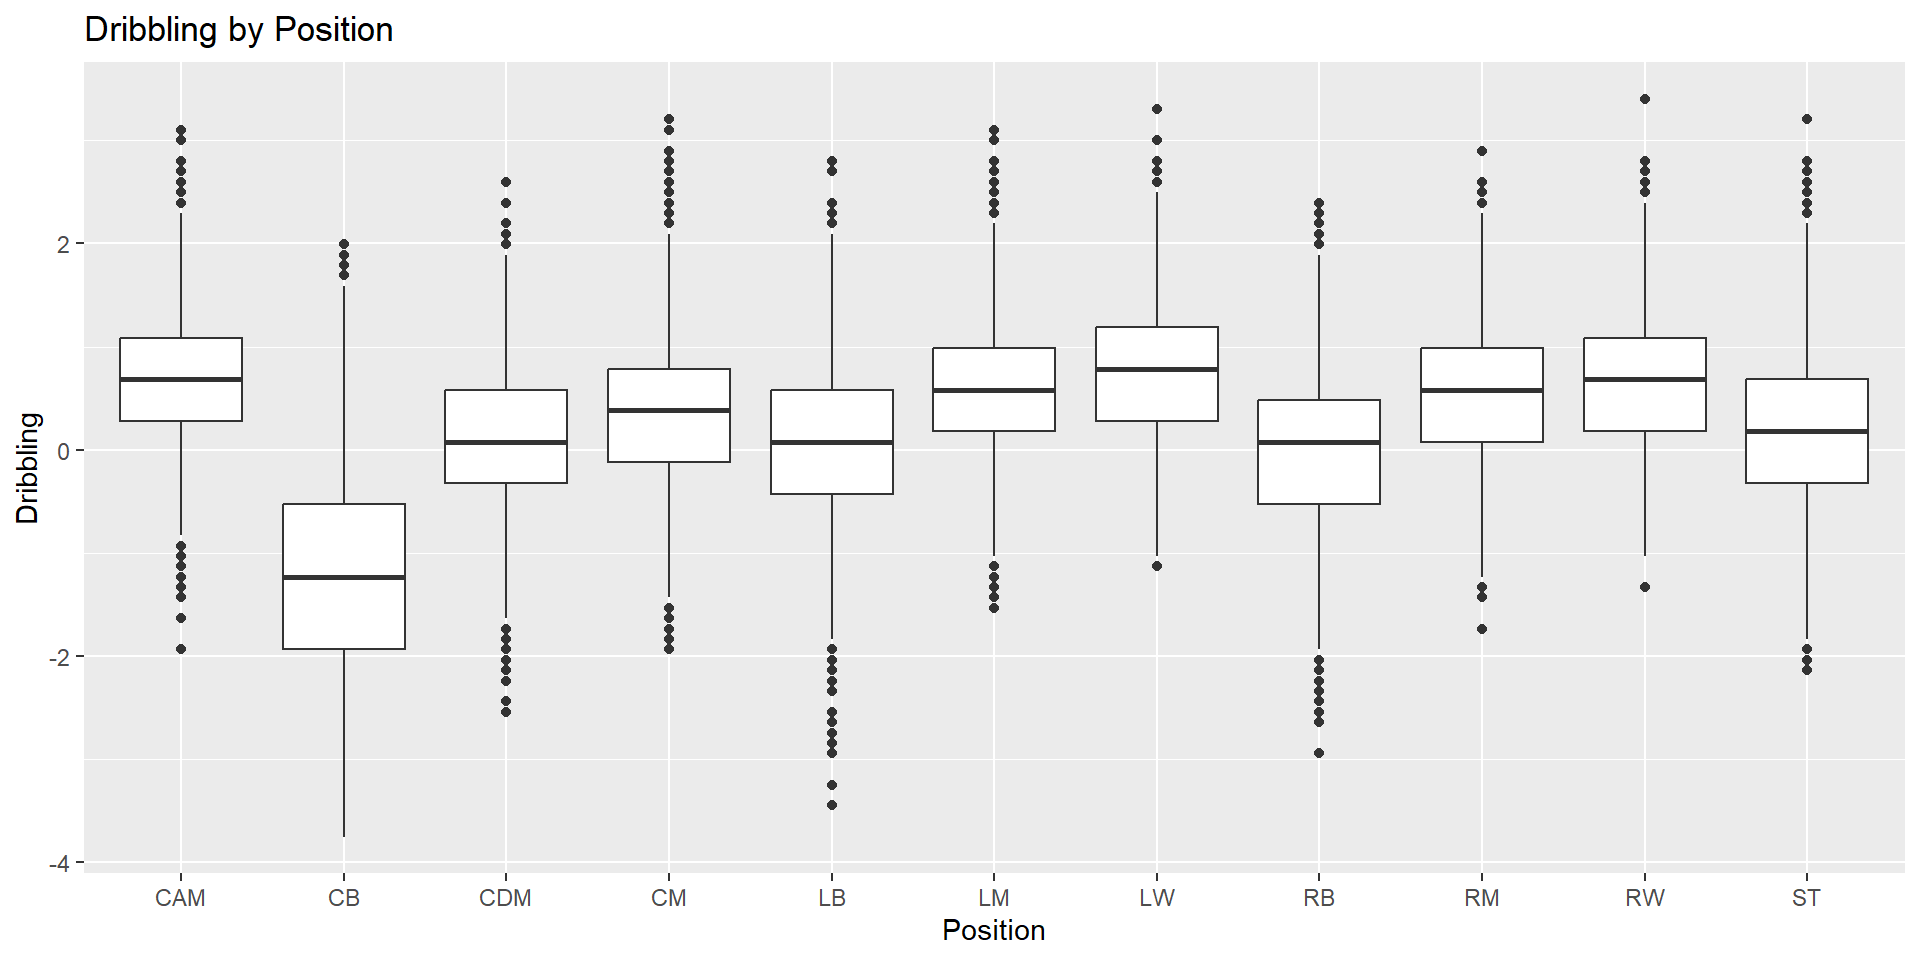 Dribbling by Position
Dribbling
2
0
-2
-4
CAM CB CDM CM LB LM LW RB RM RW ST
Position